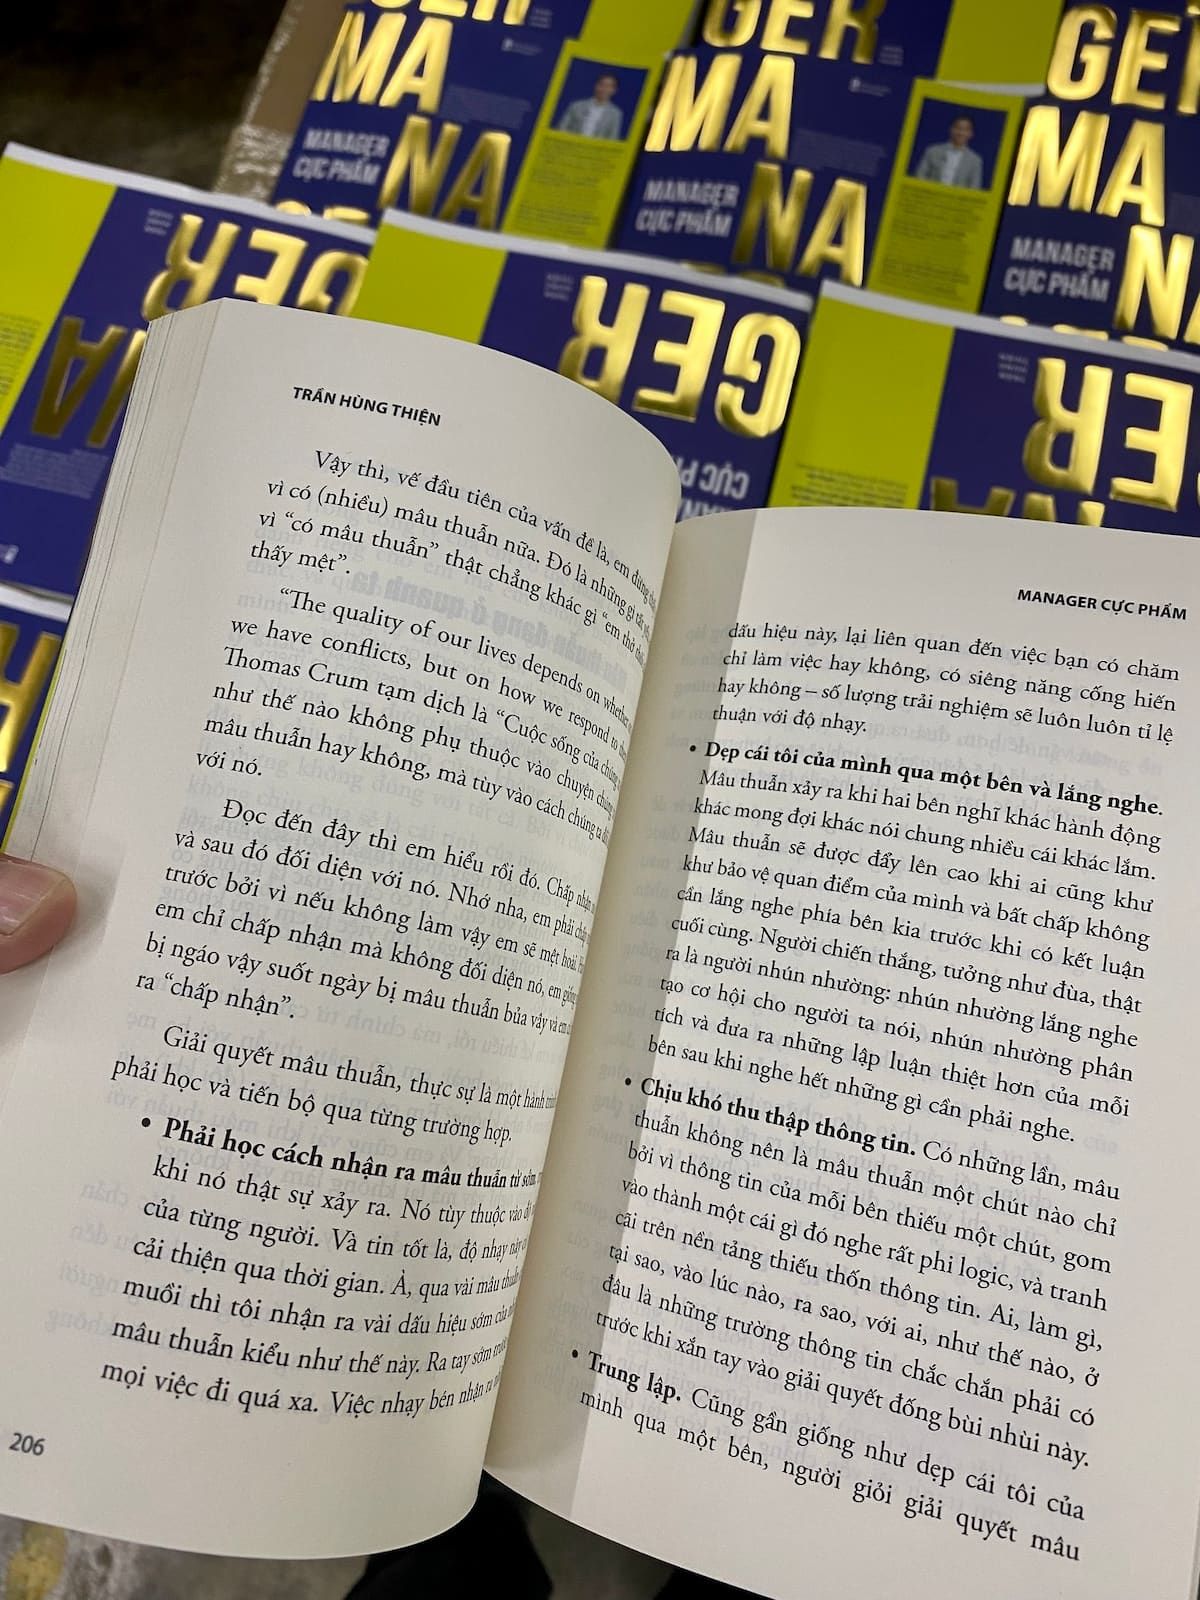 GER
MA
NA
MANAGER
CỰC PHẨM
GER
MA
NA
MANAGER
CỰC PHẨM
GER
MA
MANAGER
CỰC PHẨM
GER
GER
ER
TRẦN HÙNG THIỆN
Vậy thì, vế đầu tiên của vấn đề là, em đừng
vì có (nhiều) mâu thuẫn nữa. Đó là những gì
vì “có mâu thuẫn” thật chẳng khác gì “em thở
thấy mệt”.
“The quality of our lives depends on whether
we have conflicts, but on how we respond to
Thomas Crum tạm dịch là “Cuộc sống của chúng
như thế nào không phụ thuộc vào chuyện chúng
mâu thuẫn hay không, mà tùy vào cách chúng ta
với nó.
Đọc đến đây thì em hiểu rồi đó. Chấp nhận
và sau đó đối diện với nó. Nhớ nha, em phải chấp
trước bởi vì nếu không làm vậy em sẽ mệt hoài.
em chỉ chấp nhận mà không đối diện nó, em
bị ngáo vậy suốt ngày bị mâu thuẫn bủa vây và em
ra “chấp nhận”.
Giải quyết mâu thuẫn, thực sự là một hành
phải học và tiến bộ qua từng trường hợp.
• Phải học cách nhận ra mâu thuẫn từ sớm,
khi nó thật sự xảy ra. Nó tùy thuộc vào độ
của từng người. Và tin tốt là, độ nhạy này
cải thiện qua thời gian. À, qua vài mâu thuẫn
muồi thì tôi nhận ra vài dấu hiệu sớm của
mâu thuẫn kiểu như thế này. Ra tay sớm
mọi việc đi quá xa. Việc nhạy bén nhận ra
206
MANAGER CỰC PHẨM
dấu hiệu này, lại liên quan đến việc bạn có chăm
chỉ làm việc hay không, có siêng năng cống hiến
hay không – số lượng trải nghiệm sẽ luôn luôn tỉ lệ
thuận với độ nhạy.
• Dẹp cái tôi của mình qua một bên và lắng nghe.
Mâu thuẫn xảy ra khi hai bên nghĩ khác hành động
khác mong đợi khác nói chung nhiều cái khác lắm.
Mâu thuẫn sẽ được đẩy lên cao khi ai cũng khư
khư bảo vệ quan điểm của mình và bất chấp không
cần lắng nghe phía bên kia trước khi có kết luận
cuối cùng. Người chiến thắng, tưởng như đùa, thật
ra là người nhún nhường: nhún nhường lắng nghe
tạo cơ hội cho người ta nói, nhún nhường phân
tích và đưa ra những lập luận thiệt hơn của mỗi
bên sau khi nghe hết những gì cần phải nghe.
• Chịu khó thu thập thông tin. Có những lần, mâu
thuẫn không nên là mâu thuẫn một chút nào chỉ
bởi vì thông tin của mỗi bên thiếu một chút, gom
vào thành một cái gì đó nghe rất phi logic, và tranh
cãi trên nền tảng thiếu thốn thông tin. Ai, làm gì,
tại sao, vào lúc nào, ra sao, với ai, như thế nào, ở
đâu là những trường thông tin chắc chắn phải có
trước khi xắn tay vào giải quyết đống bùi nhùi này.
• Trung lập. Cũng gần giống như dẹp cái tôi của
mình qua một bên, người giỏi giải quyết mâu